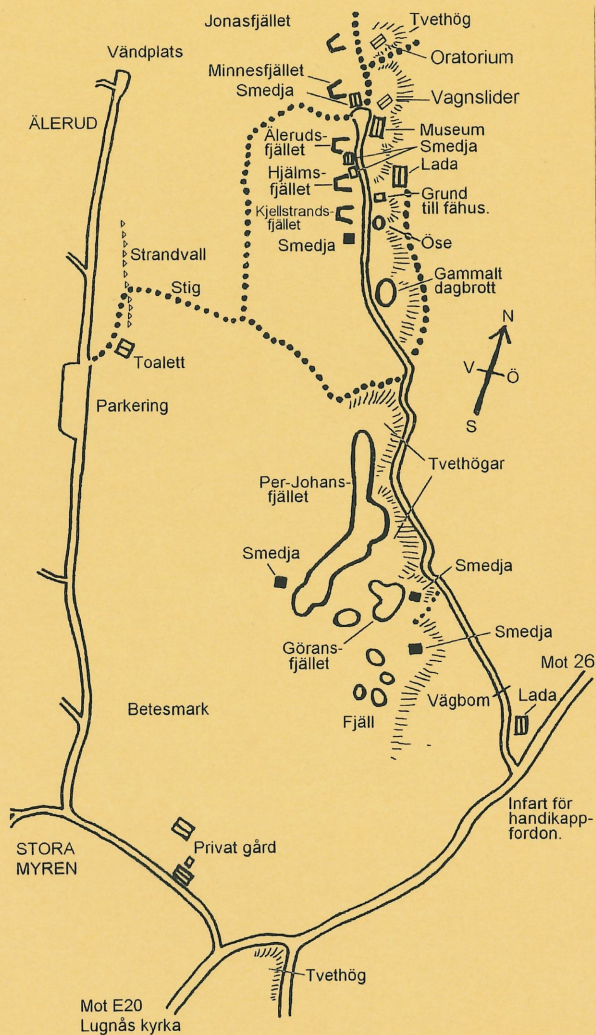 Jonasfjället
Tvethög
Oratorium
Vändplats
Minnesfjället
Smedja
Vagnslider
ÄLERUD
Museum
Äleruds-
fjället
Smedja
Lada
Hjälms-
fjället
Grund
till fähus.
Kjellstrands-
fjället
Smedja
Öse
Strandvall
Stig
Gammalt
dagbrott
N
V
Ö
S
Toalett
Parkering
Tvethögar
Per-Johans-
fjället
Smedja
Smedja
Görans-
fjället
Smedja
Mot 26
Betesmark
Fjäll
Vägbom
Lada
Infart för
handikapp-
fordon.
STORA
MYREN
Privat gård
Tvethög
Mot E20
Lugnås kyrka